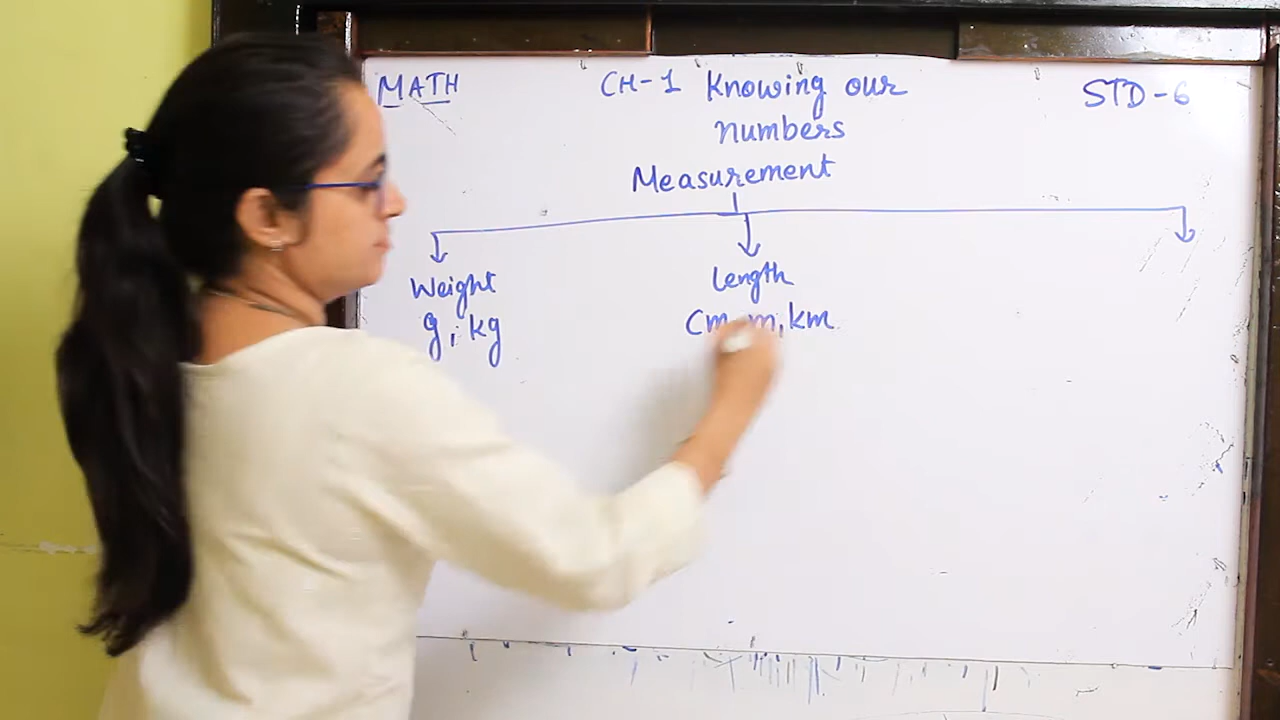 MATH
CH-1 Knowing our
numbers
STD-6
Measurement
Weight
g, kg
Length
cm, m, km